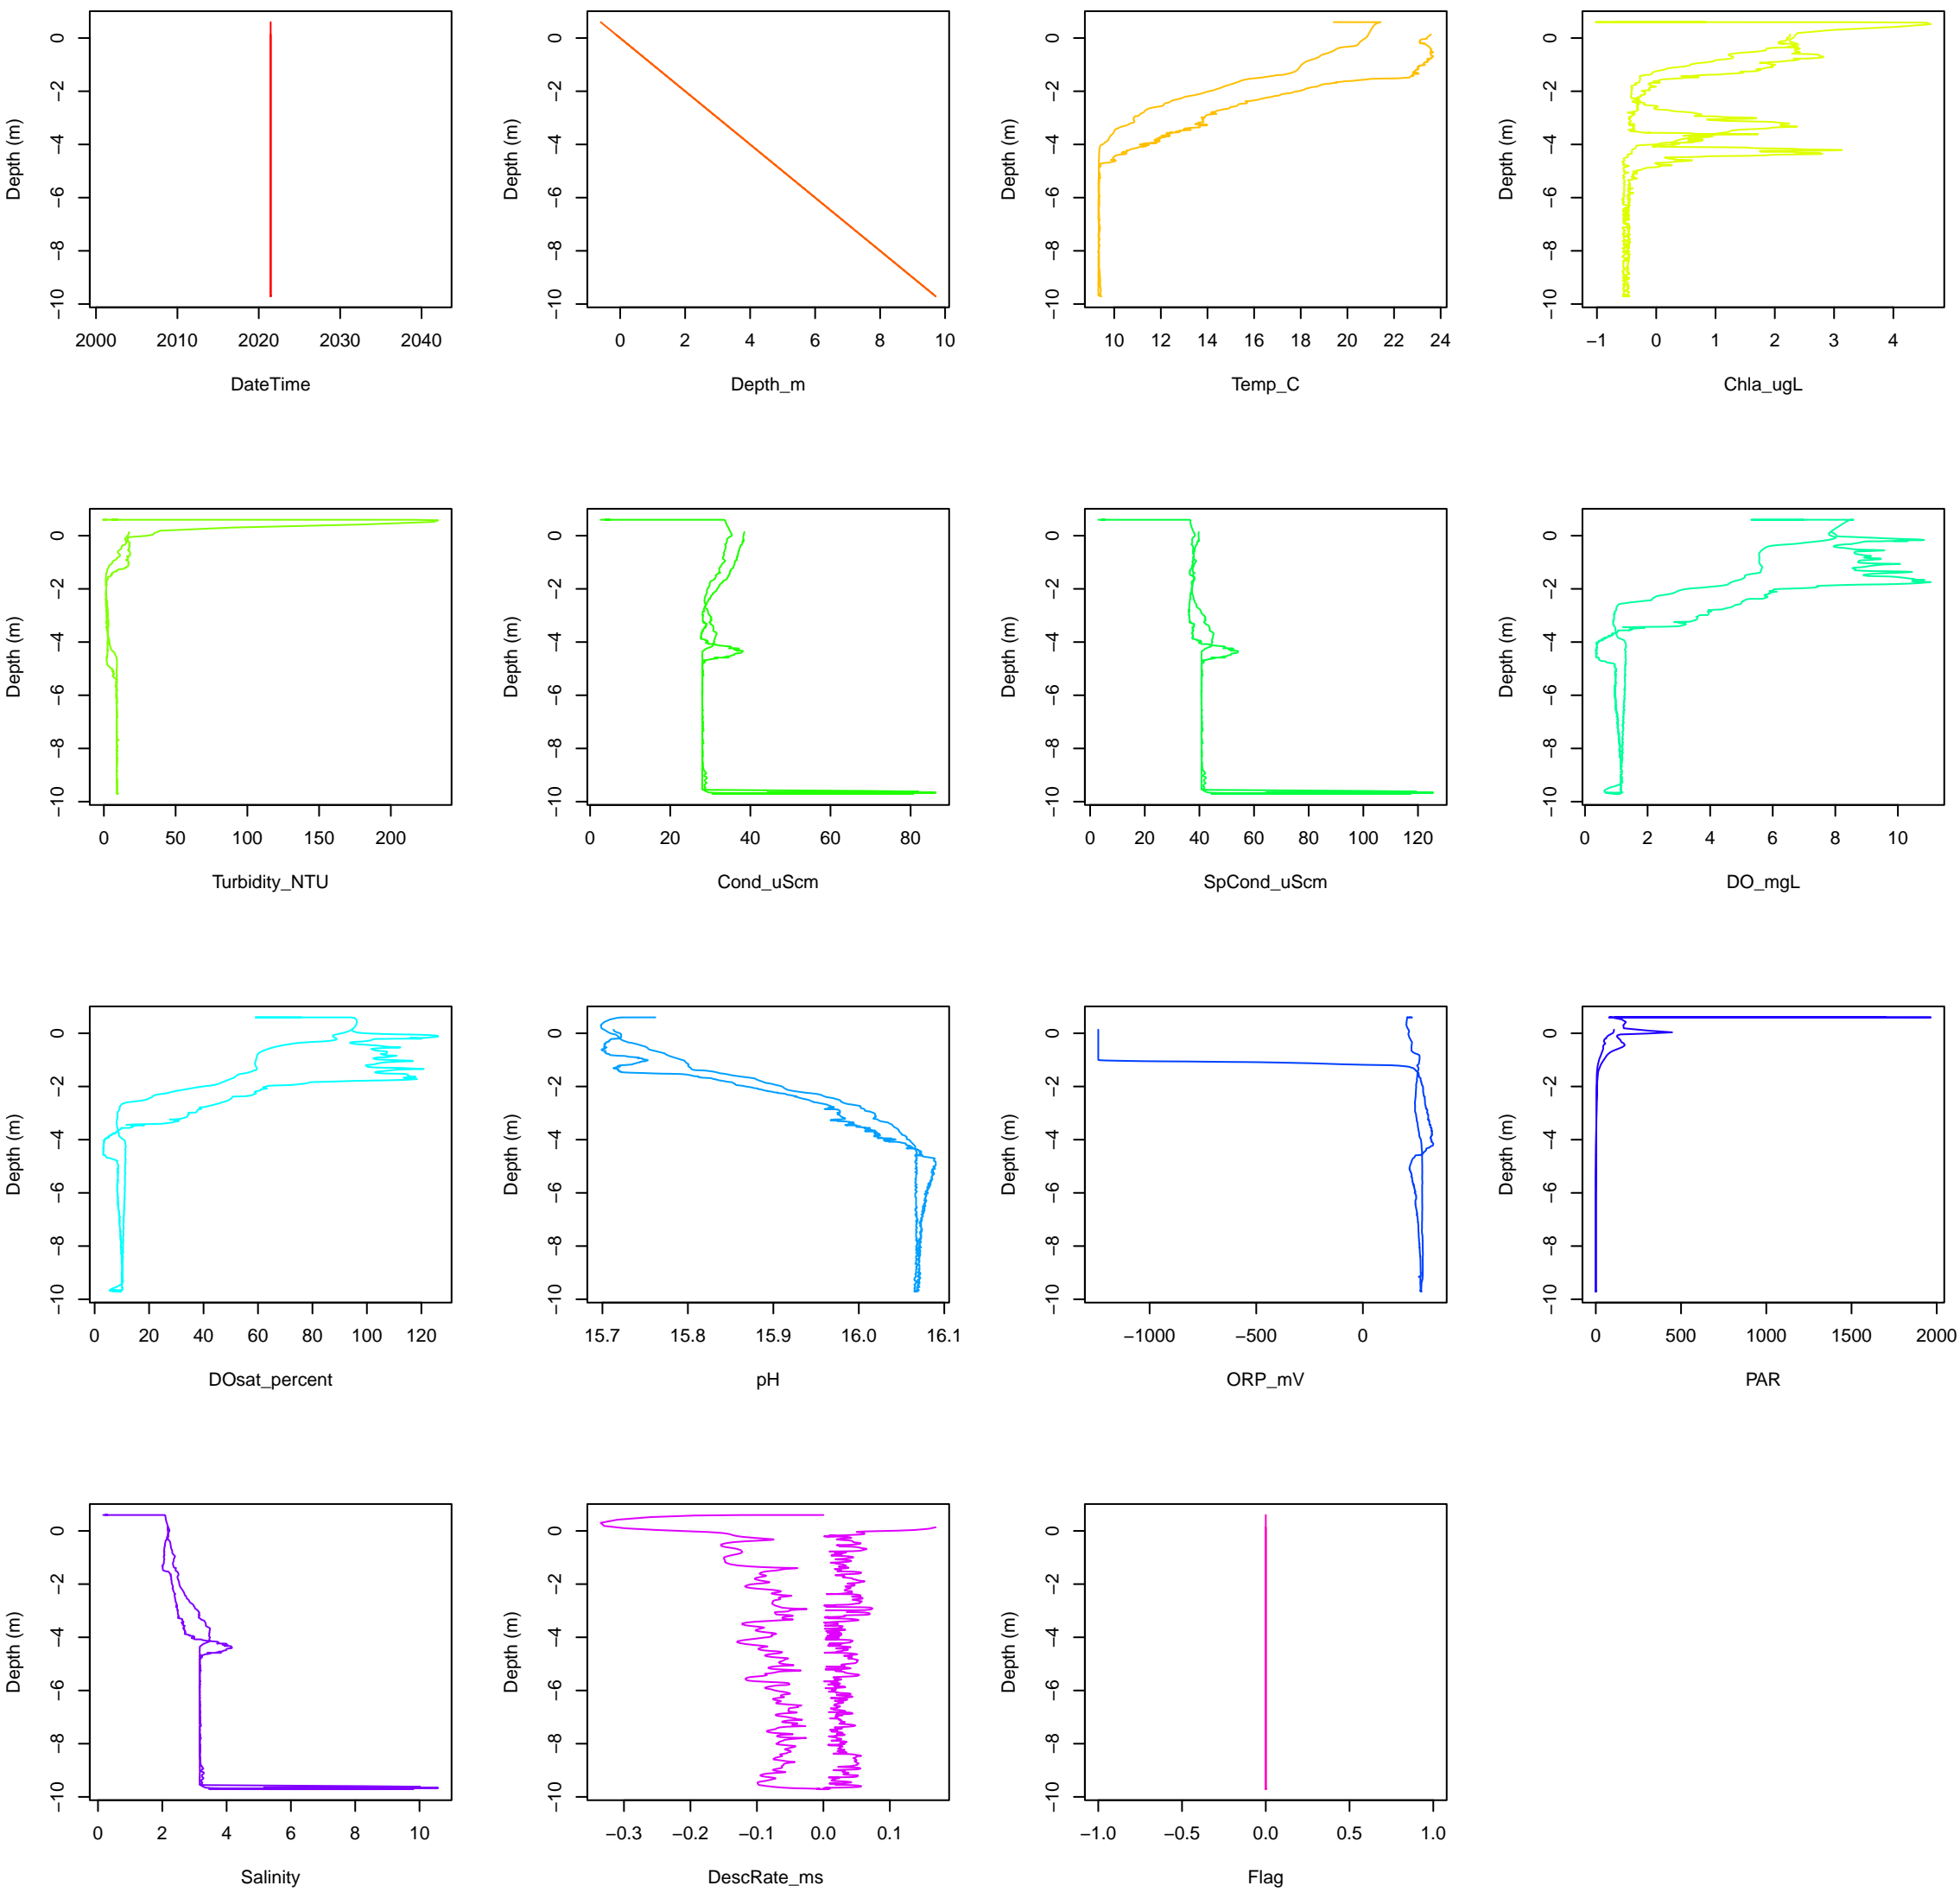 0 −2 −4 −6 −8 −10
Depth (m)
2000 2010 2020 2030 2040
DateTime
0 −2 −4 −6 −8 −10
Depth (m)
0 2 4 6 8 10
Depth_m
0 −2 −4 −6 −8 −10
Depth (m)
10 12 14 16 18 20 22 24
Temp_C
0 −2 −4 −6 −8 −10
Depth (m)
−1 0 1 2 3 4
Chla_ugL
0 −2 −4 −6 −8 −10
Depth (m)
0 50 100 150 200
Turbidity_NTU
0 −2 −4 −6 −8 −10
Depth (m)
0 20 40 60 80
Cond_uScm
0 −2 −4 −6 −8 −10
Depth (m)
0 20 40 60 80 100 120
SpCond_uScm
0 −2 −4 −6 −8 −10
Depth (m)
0 2 4 6 8 10
DO_mgL
0 −2 −4 −6 −8 −10
Depth (m)
0 20 40 60 80 100 120
DOsat_percent
0 −2 −4 −6 −8 −10
Depth (m)
15.7 15.8 15.9 16.0 16.1
pH
0 −2 −4 −6 −8 −10
Depth (m)
−1000 −500 0
ORP_mV
0 −2 −4 −6 −8 −10
Depth (m)
0 500 1000 1500 2000
PAR
0 −2 −4 −6 −8 −10
Depth (m)
0 2 4 6 8 10
Salinity
0 −2 −4 −6 −8 −10
Depth (m)
−0.3 −0.2 −0.1 0.0 0.1
DescRate_ms
0 −2 −4 −6 −8 −10
Depth (m)
−1.0 −0.5 0.0 0.5 1.0
Flag